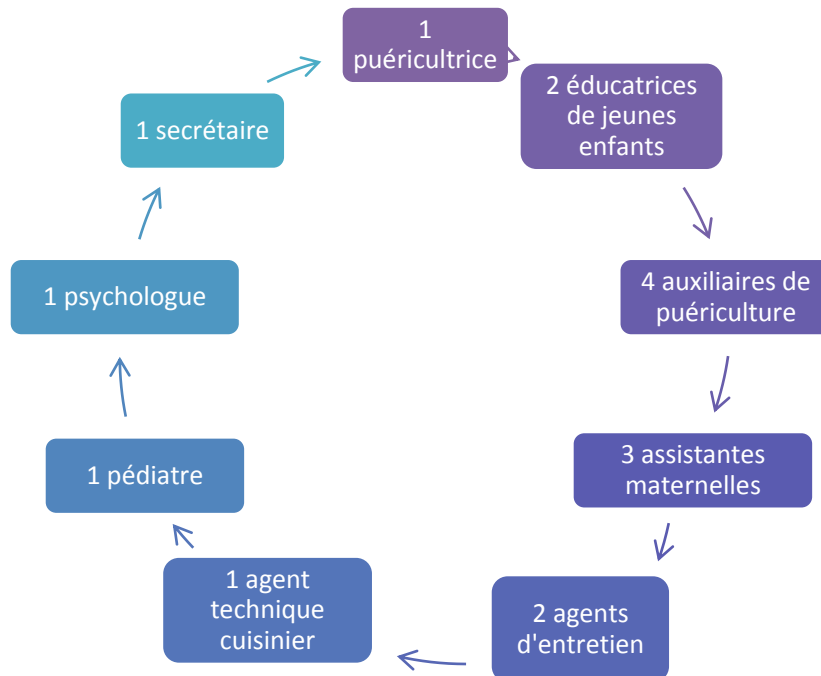 1
puéricultrice
2 éducatrices
de jeunes
enfants
4 auxiliaires de
puériculture
3 assistantes
maternelles
2 agents
d'entretien
1 agent
technique
cuisinier
1 pédiatre
1 psychologue
1 secrétaire